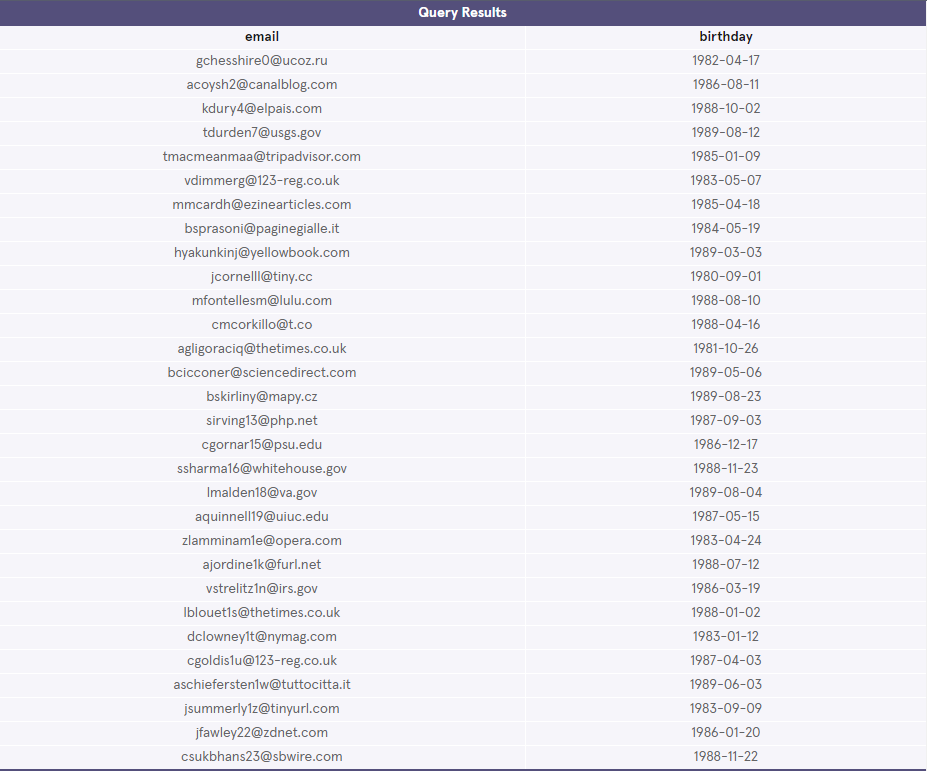 Query Results
email birthday
gchesshire0@ucoz.ru 1982-04-17
acoysh2@canalblog.com 1986-08-11
kdury4@elpais.com 1988-10-02
tdurden7@usgs.gov 1989-08-12
tmacmeanmaa@tripadvisor.com 1985-01-09
vdimmerg@123-reg.co.uk 1983-05-07
mmcardh@ezinearticles.com 1985-04-18
bsprasoni@paginegialle.it 1984-05-19
hyakunkinj@yellowbook.com 1989-03-03
jcornelll@tiny.cc 1980-09-01
mfontellesm@lulu.com 1988-08-10
cmcorkillo@t.co 1988-04-16
agligoraciq@thetimes.co.uk 1981-10-26
bcicconer@sciencedirect.com 1989-05-06
bskirliny@mapy.cz 1989-08-23
sirving13@php.net 1987-09-03
cgornar15@psu.edu 1986-12-17
ssharma16@whitehouse.gov 1988-11-23
lmalden18@va.gov 1989-08-04
aquinnell19@uiuc.edu 1987-05-15
zlamminam1e@opera.com 1983-04-24
ajordine1k@furl.net 1988-07-12
vstrelitz1n@irs.gov 1986-03-19
lblouet1s@thetimes.co.uk 1988-01-02
dclowney1t@nymag.com 1983-01-12
cgoldis1u@123-reg.co.uk 1987-04-03
aschiefersten1w@tuttocitta.it 1989-06-03
jsummerly1z@tinyurl.com 1983-09-09
jfawley22@zdnet.com 1986-01-20
csukbhans23@sbwire.com 1988-11-22